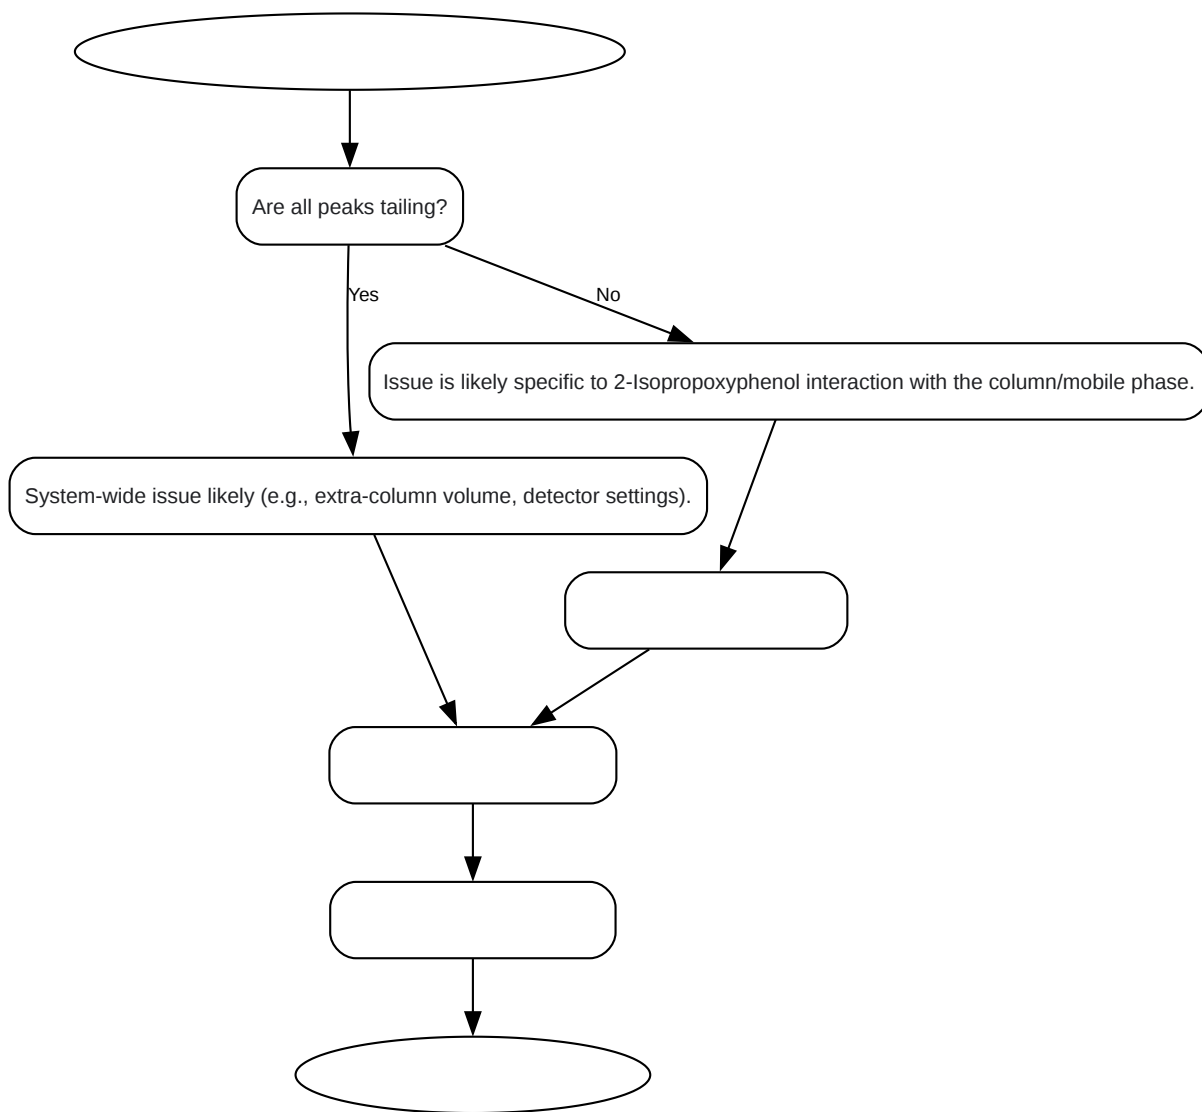 Are all peaks tailing?
Yes
No
Issue is likely specific to 2-Isopropoxyphenol interaction with the column/mobile phase.
System-wide issue likely (e.g., extra-column volume, detector settings).